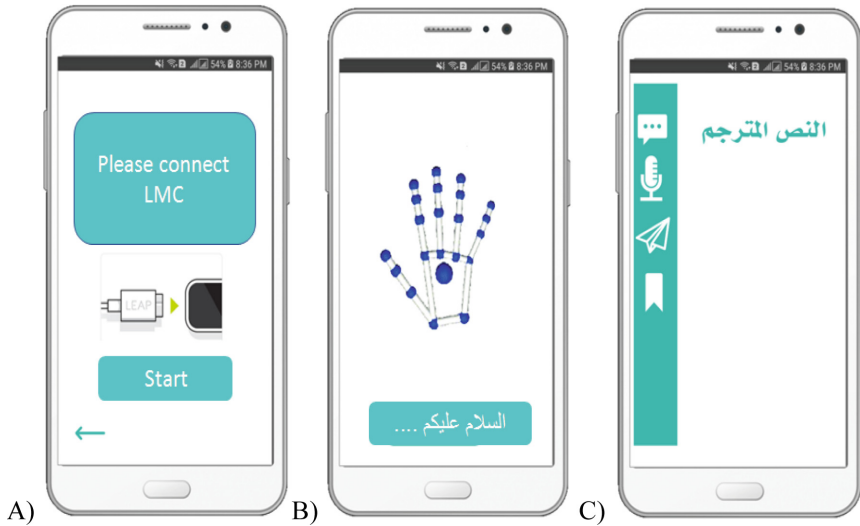 54% 8:36 PM
Please connect
LMC
LEAP
Start
A)
54% 8:36 PM
السلام عليكم ....
B)
54% 8:36 PM
النص المترجم
C)